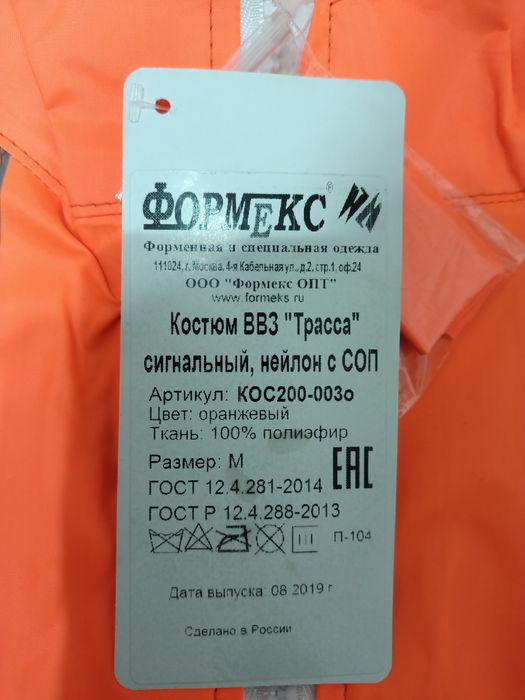 ФОРМЕКС®
Форменная и специальная одежда
111024, г. Москва, 4-я Кабельная ул., д.2, стр.1, оф.24
ООО "Формекс ОПТ"
www.formeks.ru
Костюм ВВЗ "Трасса"
сигнальный, нейлон с СОП
Артикул: КОС200-003о
Цвет: оранжевый
Ткань: 100% полиэфир
Размер: М
ЕАС
ГОСТ 12.4.281-2014
ГОСТ Р 12.4.288-2013
П-104
Дата выпуска: 08.2019 г
Сделано в России